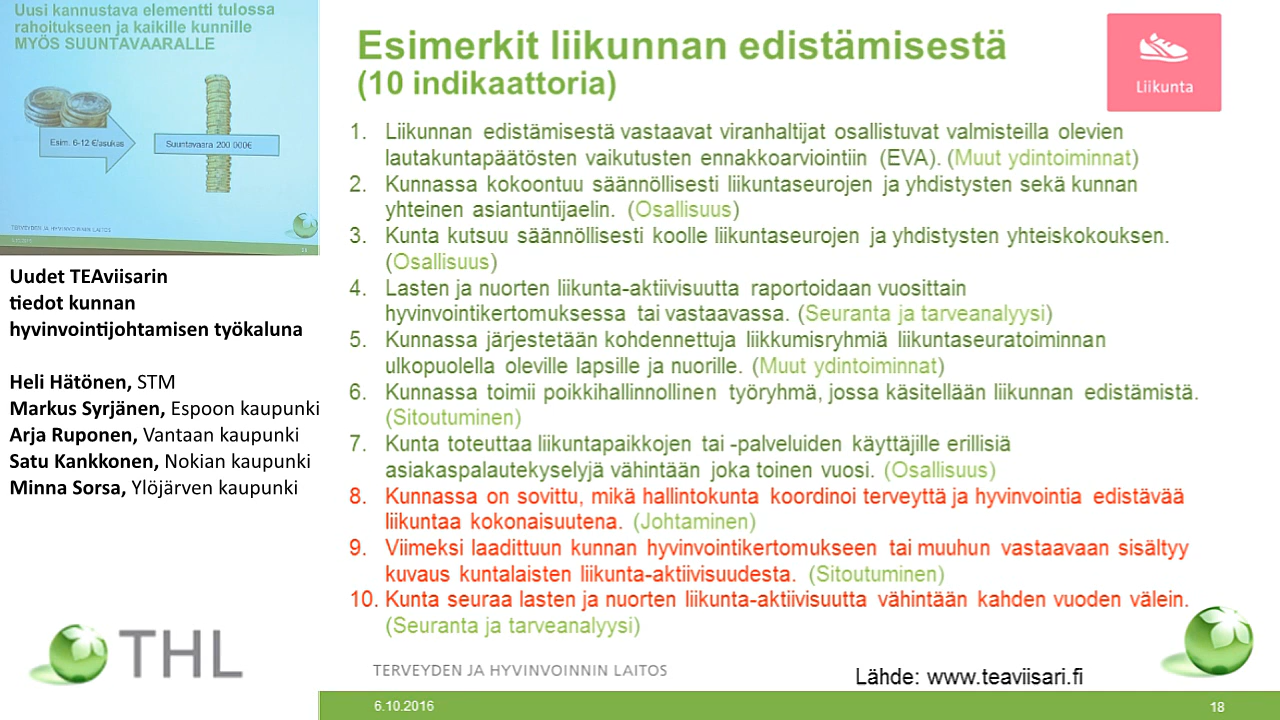 Uusi kannustava elementti tulossa
rahoitukseen ja kaikille kunnille
MYÖS SUUNTAVAARALLE
Esim. 6-12 €/asukas
Suuntavaara 200 000€
TERVEYDEN JA HYVINVOINNIN LAITOS
Uudet TEAviisarin
tiedot kunnan
hyvinvointijohtamisen työkaluna
Heli Hätönen, STM
Markus Syrjänen, Espoon kaupunki
Arja Ruponen, Vantaan kaupunki
Satu Kankkonen, Nokian kaupunki
Minna Sorsa, Ylöjärven kaupunki
THL
Esimerkit liikunnan edistämisestä
(10 indikaattoria)
Liikunta
1. Liikunnan edistämisestä vastaavat viranhaltijat osallistuvat valmisteilla olevien
lautakuntapäätösten vaikutusten ennakkoarviointiin (EVA). (Muut ydintoiminnat)
2. Kunnassa kokoontuu säännöllisesti liikuntaseurojen ja yhdistysten sekä kunnan
yhteinen asiantuntijaelin. (Osallisuus)
3. Kunta kutsuu säännöllisesti koolle liikuntaseurojen ja yhdistysten yhteiskokouksen.
(Osallisuus)
4. Lasten ja nuorten liikunta-aktiivisuutta raportoidaan vuosittain
hyvinvointikertomuksessa tai vastaavassa. (Seuranta ja tarveanalyysi)
5. Kunnassa järjestetään kohdennettuja liikkumisryhmiä liikuntaseuratoiminnan
ulkopuolella oleville lapsille ja nuorille. (Muut ydintoiminnat)
6. Kunnassa toimii poikkihallinnollinen työryhmä, jossa käsitellään liikunnan edistämistä.
(Sitoutuminen)
7. Kunta toteuttaa liikuntapaikkojen tai -palveluiden käyttäjille erillisiä
asiakaspalautekyselyjä vähintään joka toinen vuosi. (Osallisuus)
8. Kunnassa on sovittu, mikä hallintokunta koordinoi terveyttä ja hyvinvointia edistävää
liikuntaa kokonaisuutena. (Johtaminen)
9. Viimeksi laadittuun kunnan hyvinvointikertomukseen tai muuhun vastaavaan sisältyy
kuvaus kuntalaisten liikunta-aktiivisuudesta. (Sitoutuminen)
10. Kunta seuraa lasten ja nuorten liikunta-aktiivisuutta vähintään kahden vuoden välein.
(Seuranta ja tarveanalyysi)
TERVEYDEN JA HYVINVOINNIN LAITOS
Lähde: www.teaviisari.fi
6.10.2016
18